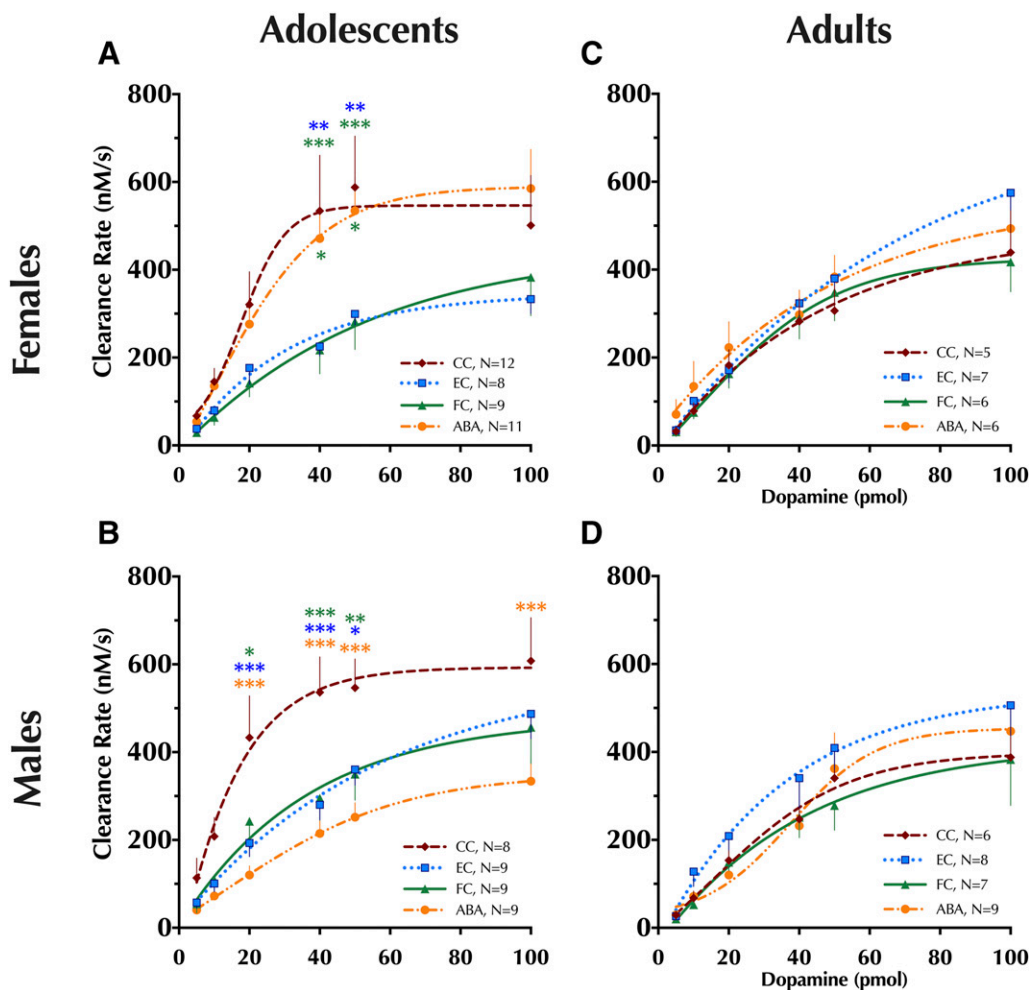 Adolescents
Adults
Females
Males
A
Clearance Rate (nM/s)
800
600
400
200
0
**
***
**
***
*
*
CC, N=12
EC, N=8
FC, N=9
ABA, N=11
0 20 40 60 80 100
C
800
600
400
200
0
CC, N=5
EC, N=7
FC, N=6
ABA, N=6
0 20 40 60 80 100
Dopamine (pmol)
B
Clearance Rate (nM/s)
800
600
400
200
0
*
***
***
***
***
***
**
*
***
***
CC, N=8
EC, N=9
FC, N=9
ABA, N=9
0 20 40 60 80 100
D
800
600
400
200
0
CC, N=6
EC, N=8
FC, N=7
ABA, N=9
0 20 40 60 80 100
Dopamine (pmol)